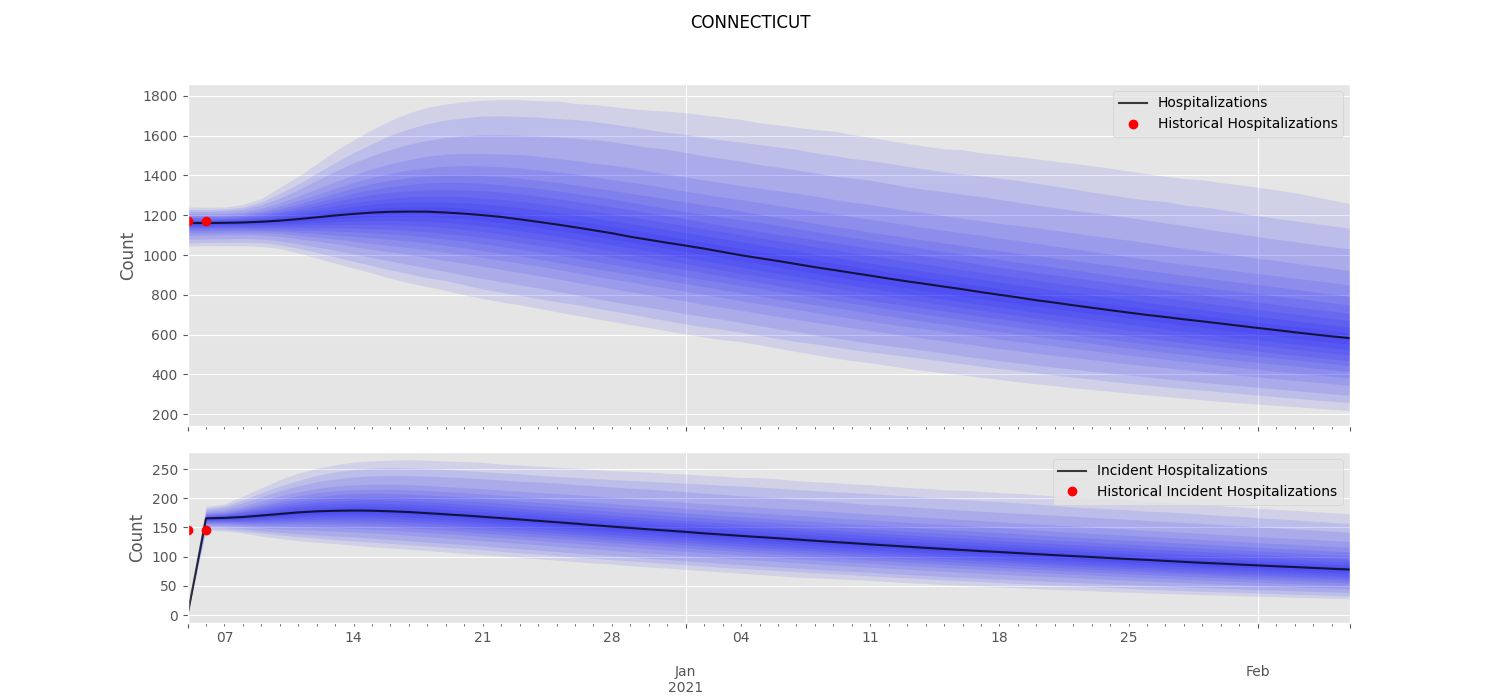 CONNECTICUT
Hospitalizations
Historical Hospitalizations
1800
1600
1400
1200
1000
800
600
400
200
Count
Incident Hospitalizations
Historical Incident Hospitalizations
250
200
150
100
50
0
Count
07 14 21 28 04 11 18 25
Jan Feb
2021